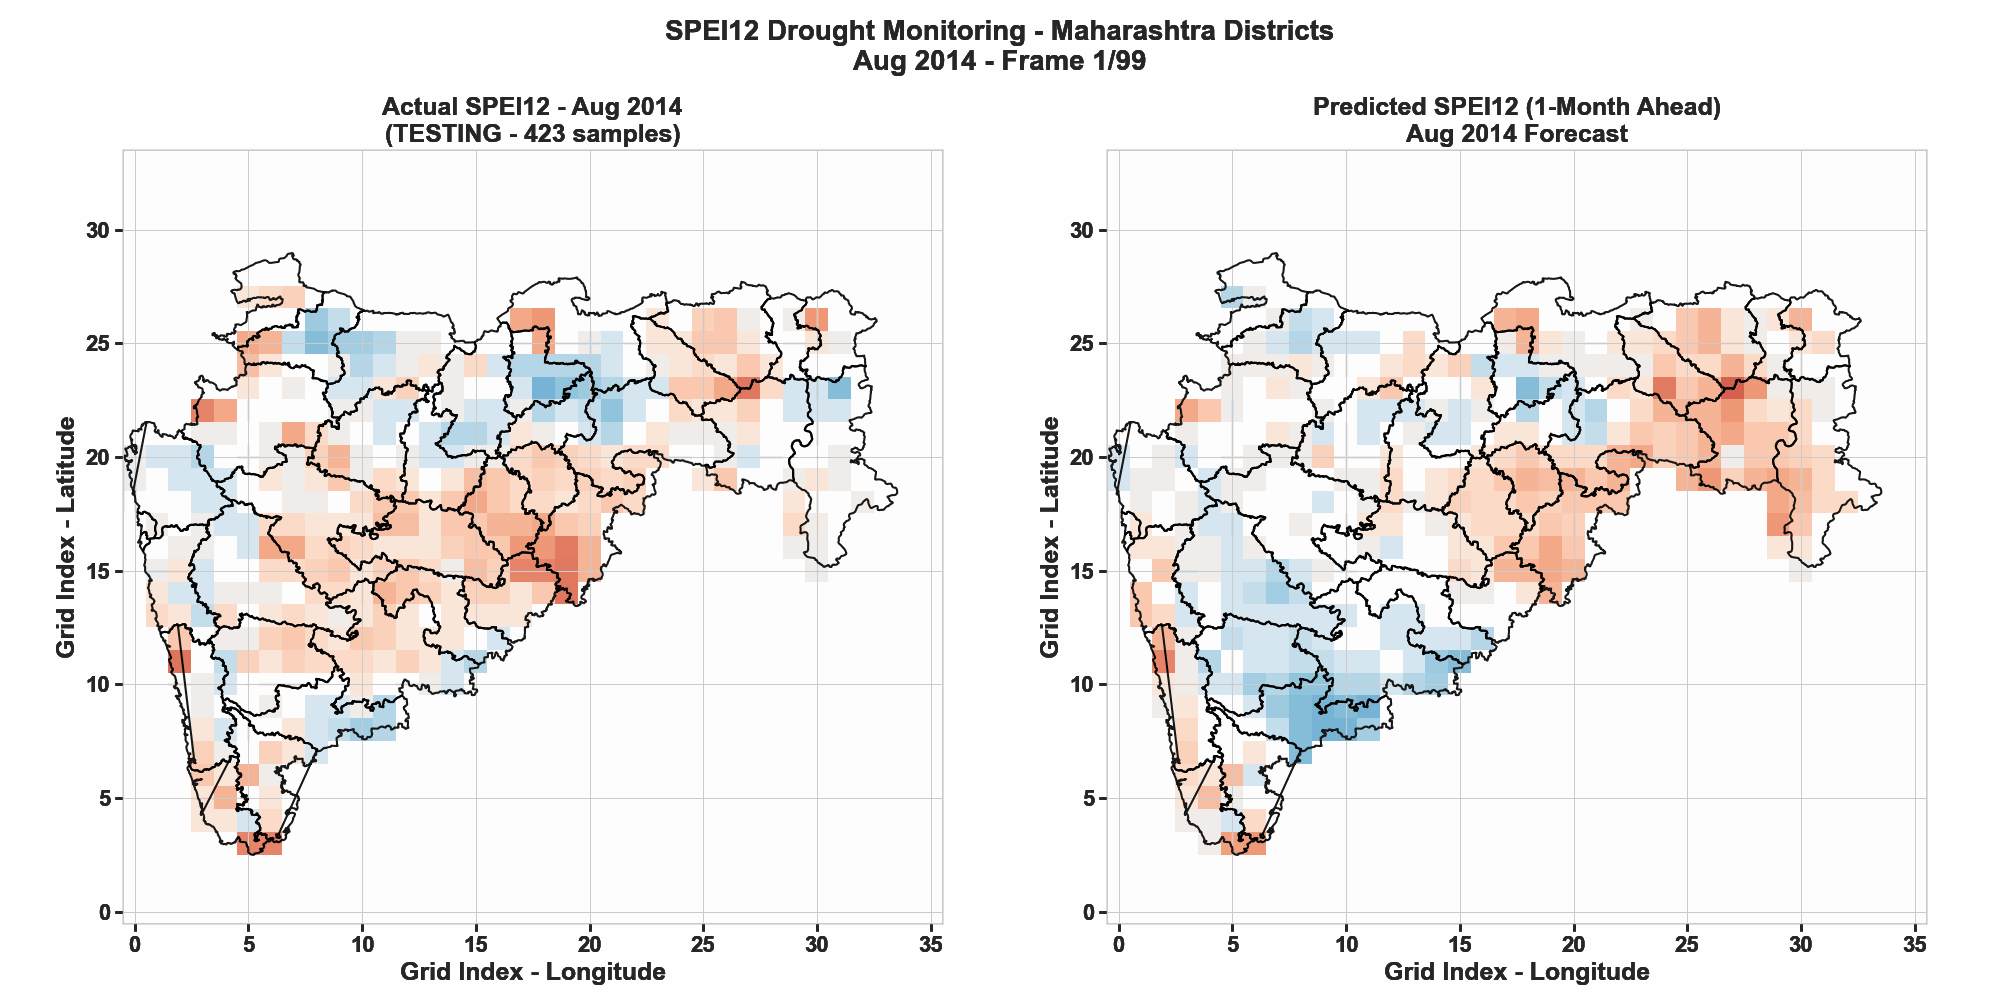 SPEI12 Drought Monitoring - Maharashtra Districts
Aug 2014 - Frame 1/99
Actual SPEI12 - Aug 2014
(TESTING - 423 samples)
30
25
20
15
10
5
0
Grid Index - Latitude
0 5 10 15 20 25 30 35
Grid Index - Longitude
Predicted SPEI12 (1-Month Ahead)
Aug 2014 Forecast
30
25
20
15
10
5
0
Grid Index - Latitude
0 5 10 15 20 25 30 35
Grid Index - Longitude